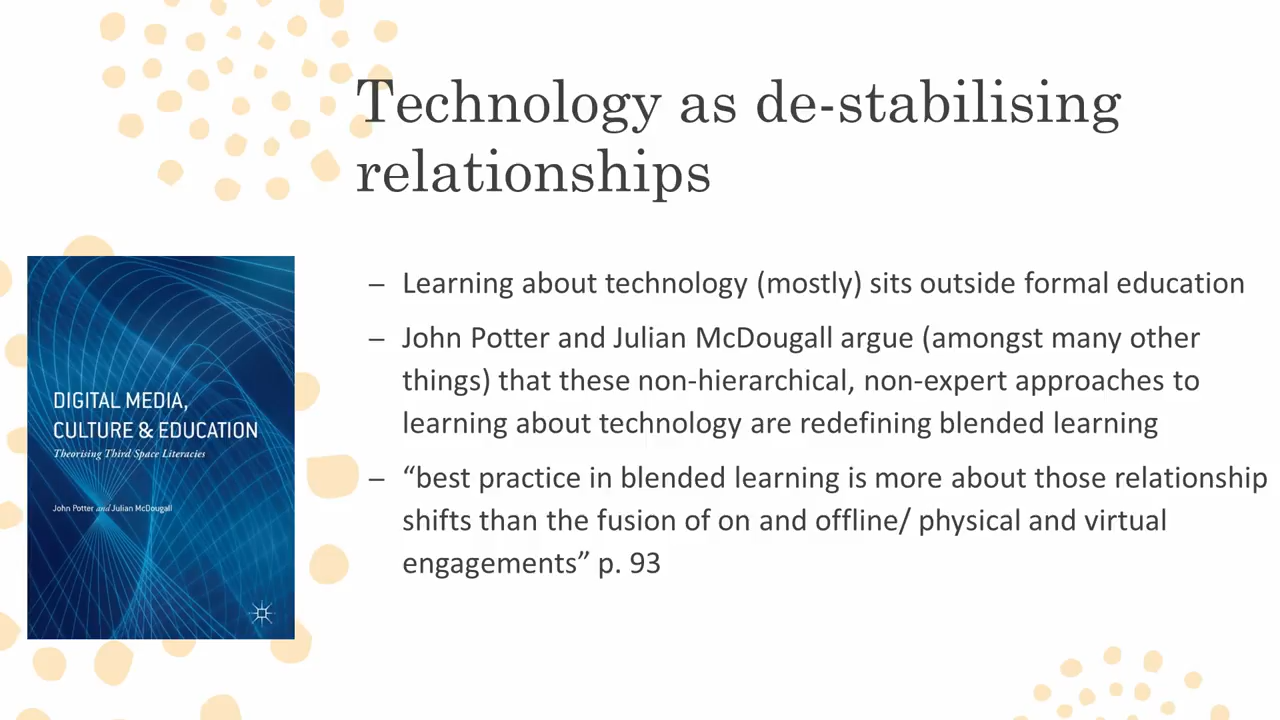 Technology as de-stabilising
relationships
– Learning about technology (mostly) sits outside formal education
– John Potter and Julian McDougall argue (amongst many other
things) that these non-hierarchical, non-expert approaches to
learning about technology are redefining blended learning
– “best practice in blended learning is more about those relationship
shifts than the fusion of on and offline/ physical and virtual
engagements” p. 93
DIGITAL MEDIA,
CULTURE & EDUCATION
Theorising Third Space Literacies
John Potter and Julian McDougall